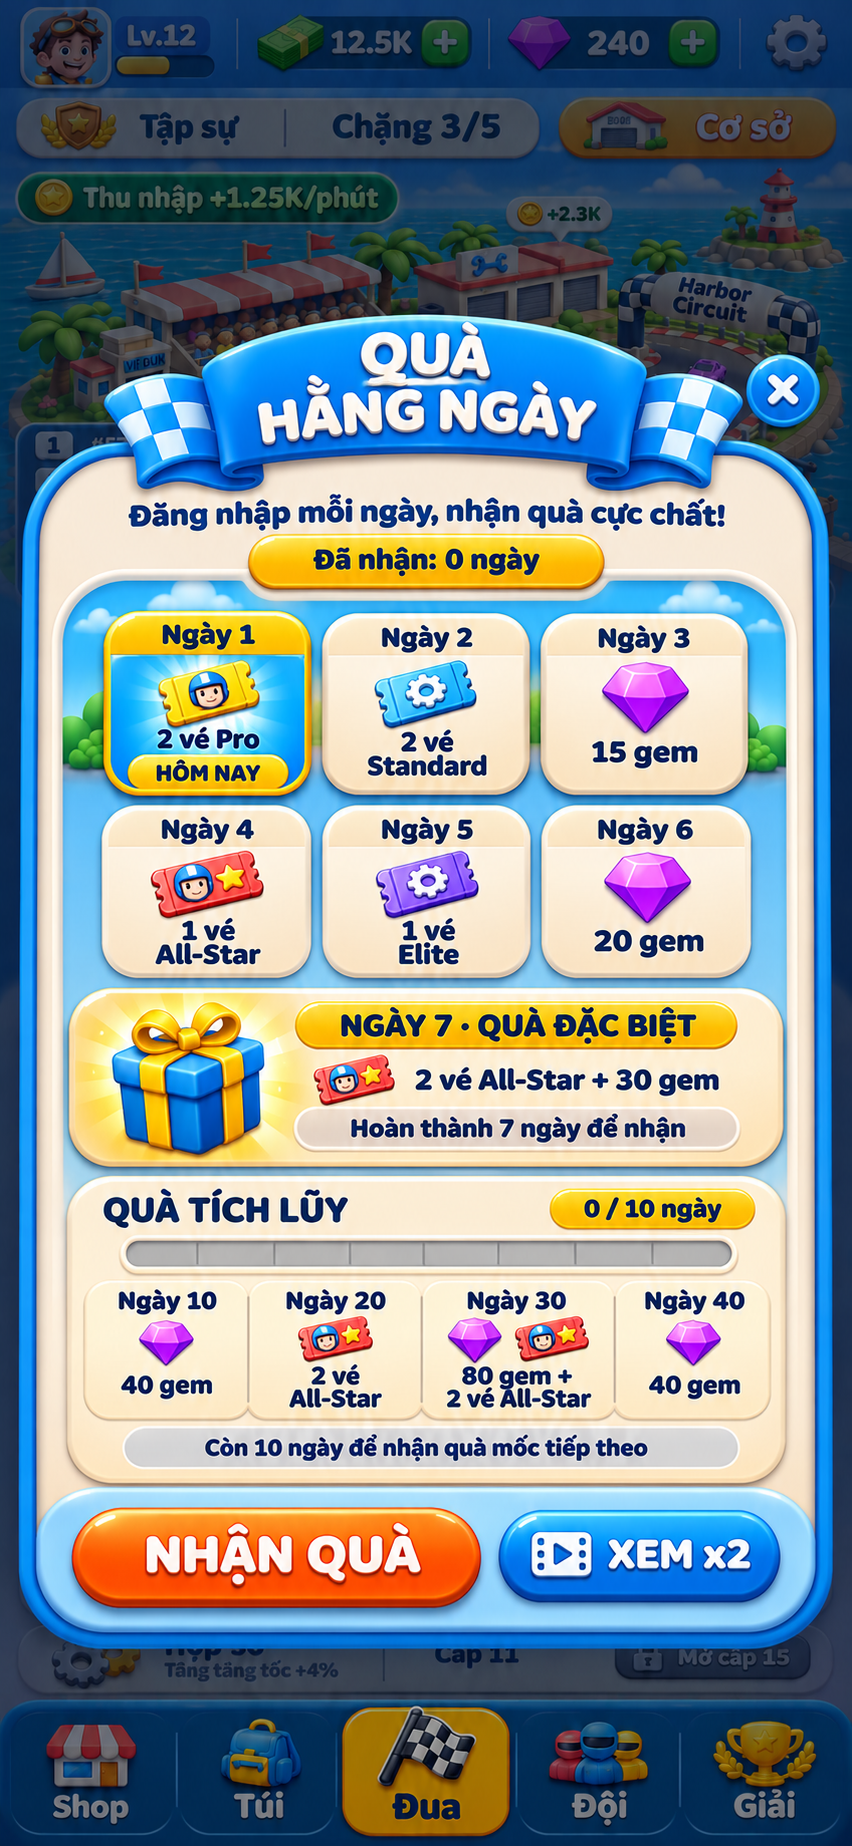 Lv.12
12.5K
240
Tập sự
Chặng 3/5
Cơ sở
Thu nhập +1.25K/phút
+2.3K
Harbor
Circuit
QUÀ
HẰNG NGÀY
1
Đăng nhập mỗi ngày, nhận quà cực chất!
Đã nhận: 0 ngày
Ngày 1
2 vé Pro
HÔM NAY
Ngày 2
2 vé
Standard
Ngày 3
15 gem
Ngày 4
1 vé
All-Star
Ngày 5
1 vé
Elite
Ngày 6
20 gem
NGÀY 7 • QUÀ ĐẶC BIỆT
2 vé All-Star + 30 gem
Hoàn thành 7 ngày để nhận
QUÀ TÍCH LŨY
0 / 10 ngày
Ngày 10
40 gem
Ngày 20
2 vé
All-Star
Ngày 30
80 gem +
2 vé All-Star
Ngày 40
40 gem
Còn 10 ngày để nhận quà mốc tiếp theo
NHẬN QUÀ
XEM x2
Hộp số
Tăng tăng tốc +4%
Cấp 11
Mở cấp 15
Shop
Túi
Đua
Đội
Giải